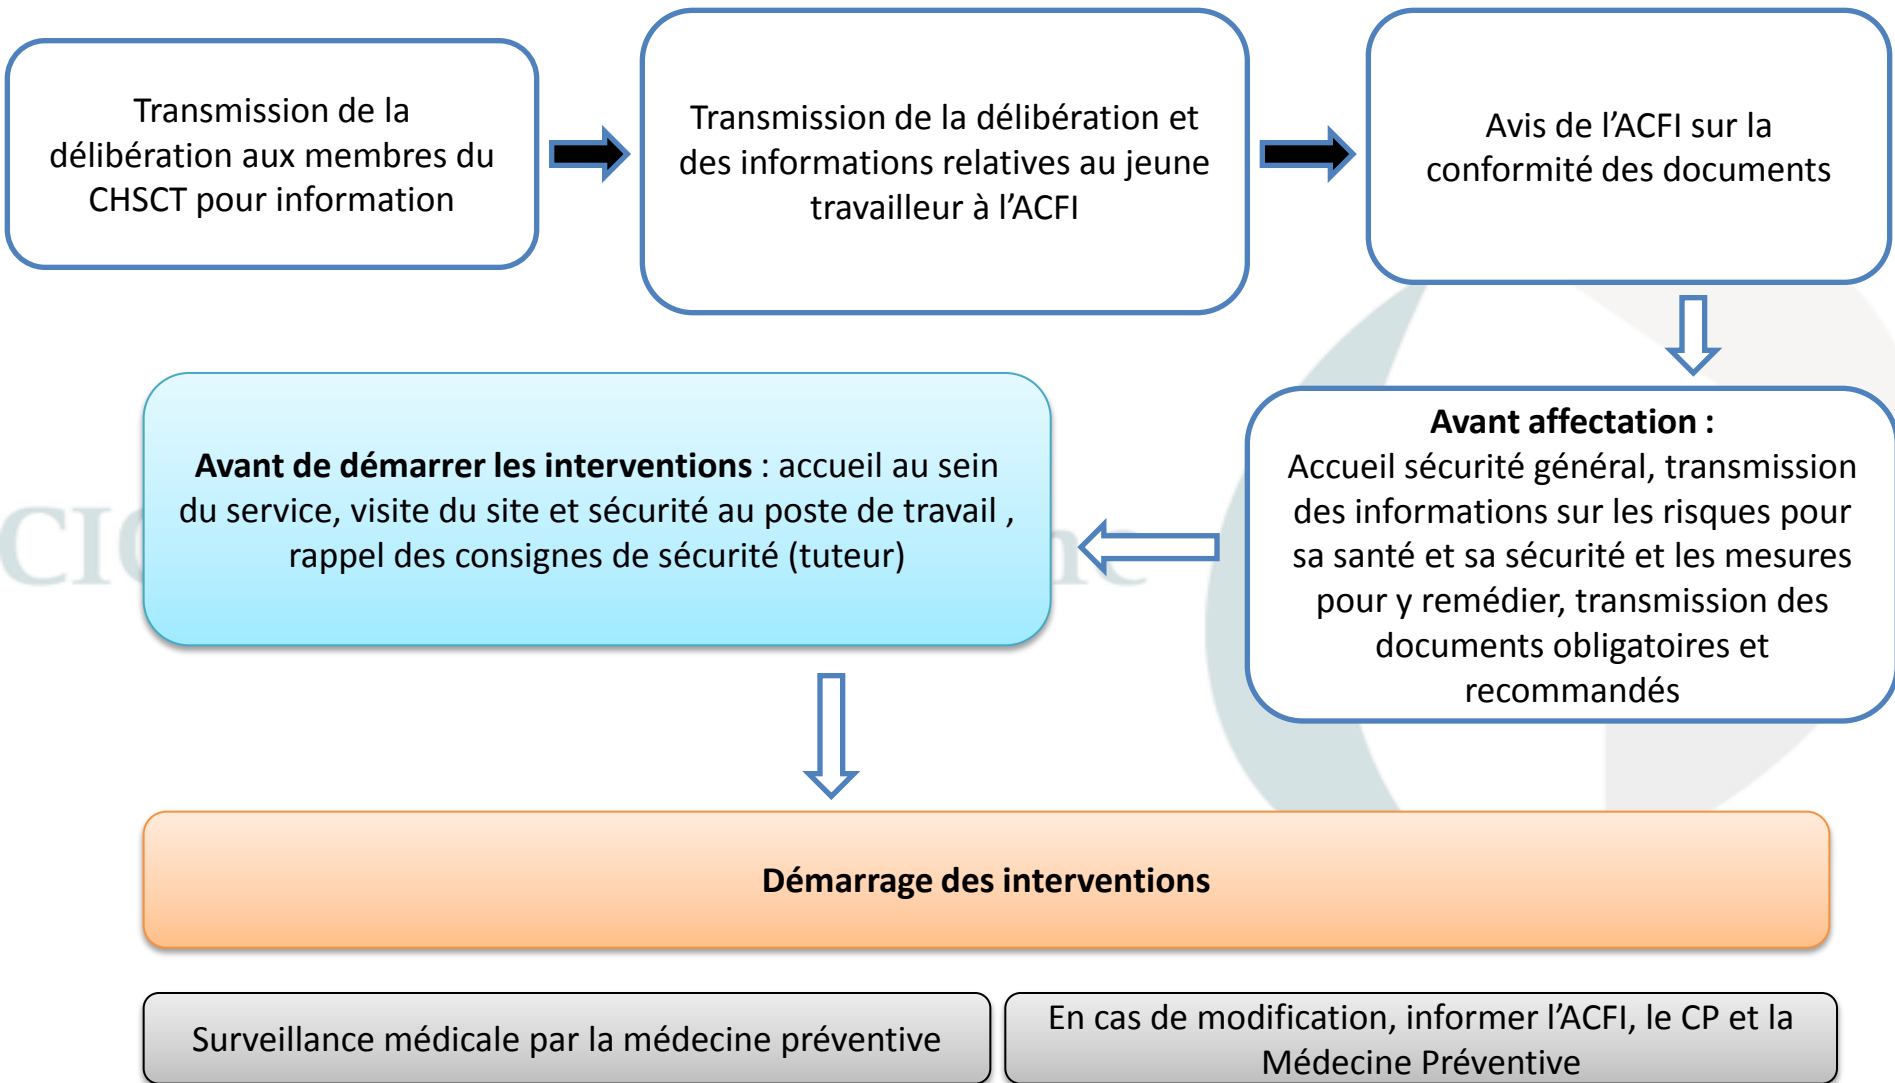 Transmission de la
délibération aux membres du
CHSCT pour information
Transmission de la délibération et
des informations relatives au jeune
travailleur à l’ACFI
Avis de l’ACFI sur la
conformité des documents
Avant affectation :
Accueil sécurité général, transmission
des informations sur les risques pour
sa santé et sa sécurité et les mesures
pour y remédier, transmission des
documents obligatoires et
recommandés
Avant de démarrer les interventions : accueil au sein
du service, visite du site et sécurité au poste de travail ,
rappel des consignes de sécurité (tuteur)
Démarrage des interventions
Surveillance médicale par la médecine préventive
En cas de modification, informer l’ACFI, le CP et la
Médecine Préventive